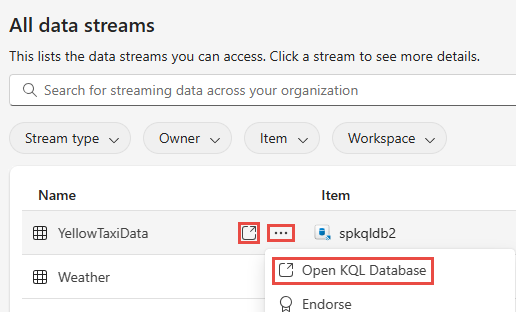 All data streams
This lists the data streams you can access. Click a stream to see more details.
Search for streaming data across your organization
Stream type Owner Item Workspace
Name Item
YellowTaxiData ... spkqldb2
Open KQL Database
Weather
Endorse